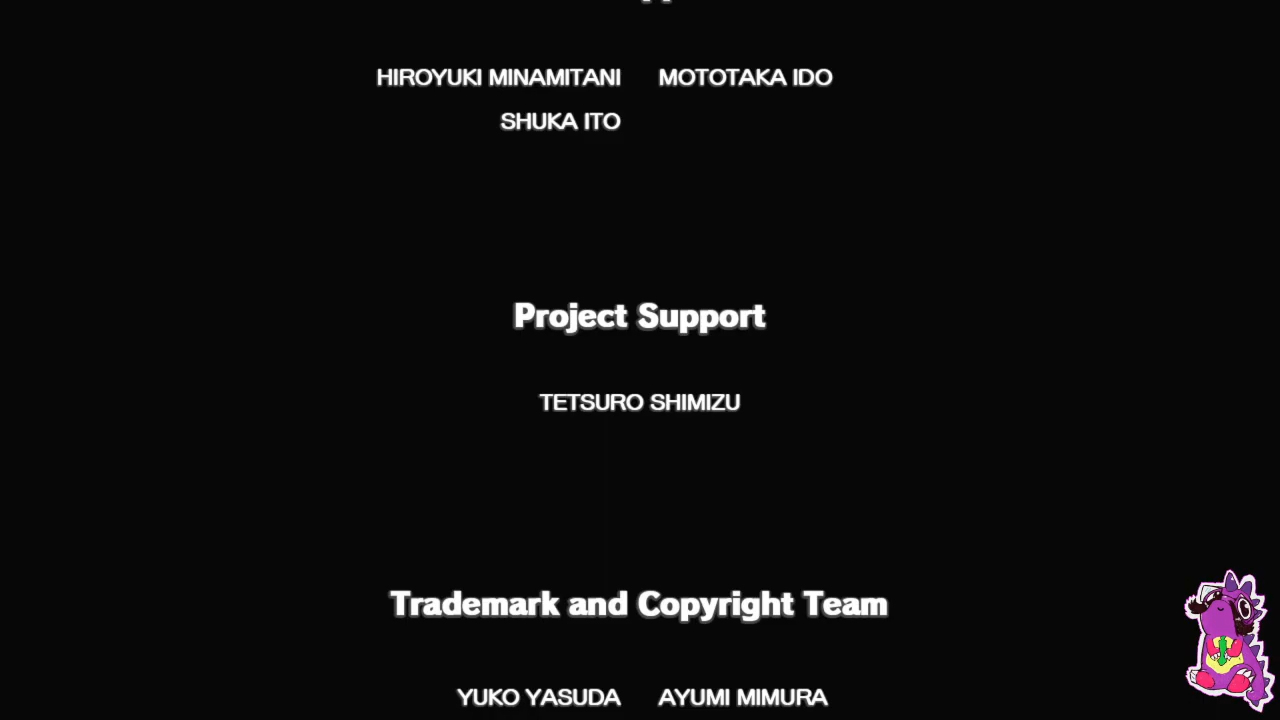 HIROYUKI MINAMITANI MOTOTAKA IDO
SHUKA ITO
Project Support
TETSURO SHIMIZU
Trademark and Copyright Team
YUKO YASUDA AYUMI MIMURA